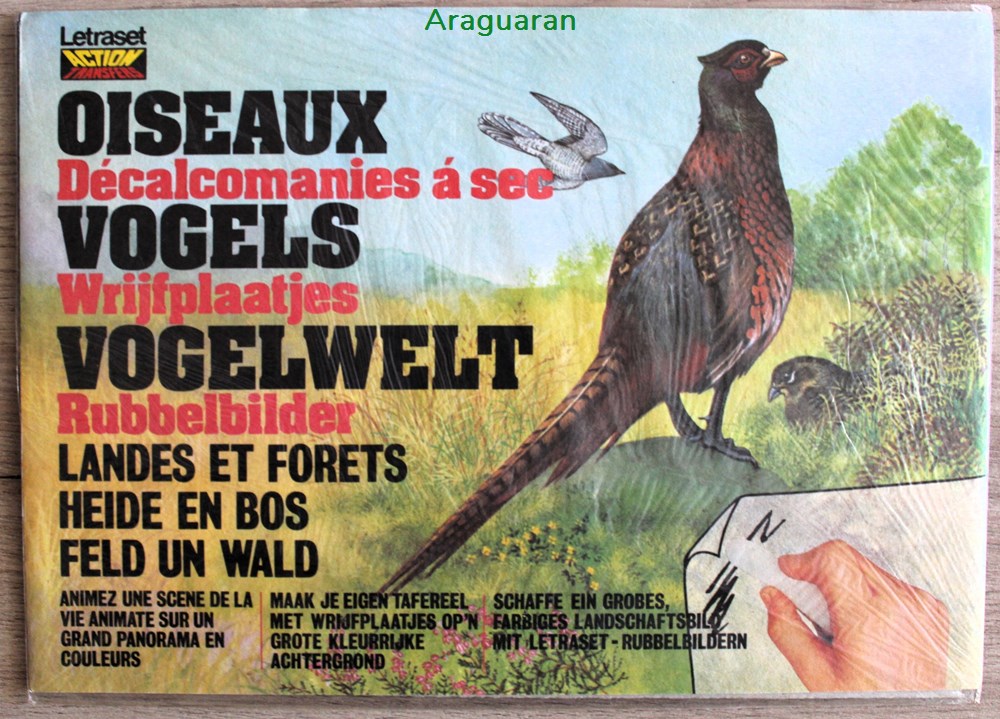 Araguaran
Letraset
ACTION
TRANSFERS
OISEAUX
Décalcomanies á sec
VOGELS
Wrijfplaatjes
VOGELWELT
Rubbelbilder
LANDES ET FORETS
HEIDE EN BOS
FELD UN WALD
ANIMEZ UNE SCENE DE LA
VIE ANIMATE SUR UN
GRAND PANORAMA EN
COULEURS
MAAK JE EIGEN TAFEREEL
MET WRIJFPLAATJES OP'N
GROTE KLEURRIJKE
ACHTERGROND
SCHAFFE EIN GROBES,
FARBIGES LANDSCHAFTSBILD
MIT LETRASET - RUBBELBILDERN